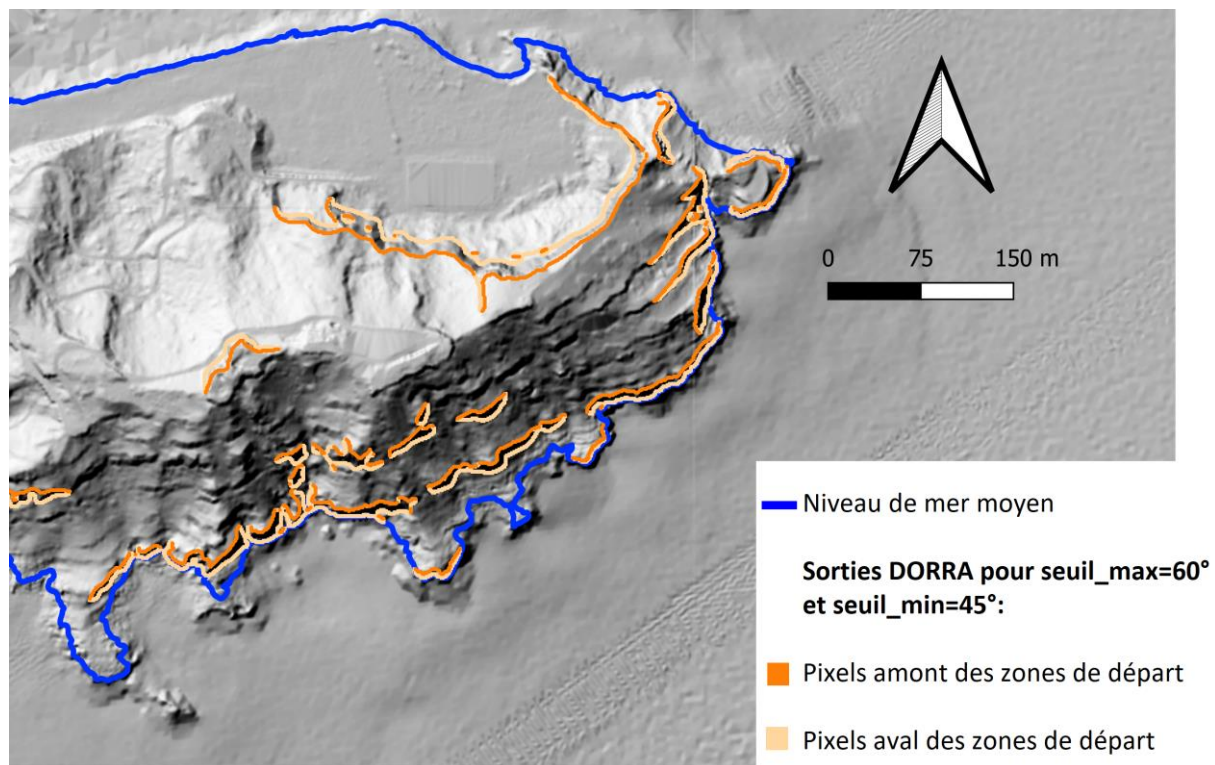 0 75 150 m
Niveau de mer moyen
Sorties DORRA pour seuil_max=60°
et seuil_min=45°:
Pixels amont des zones de départ
Pixels aval des zones de départ